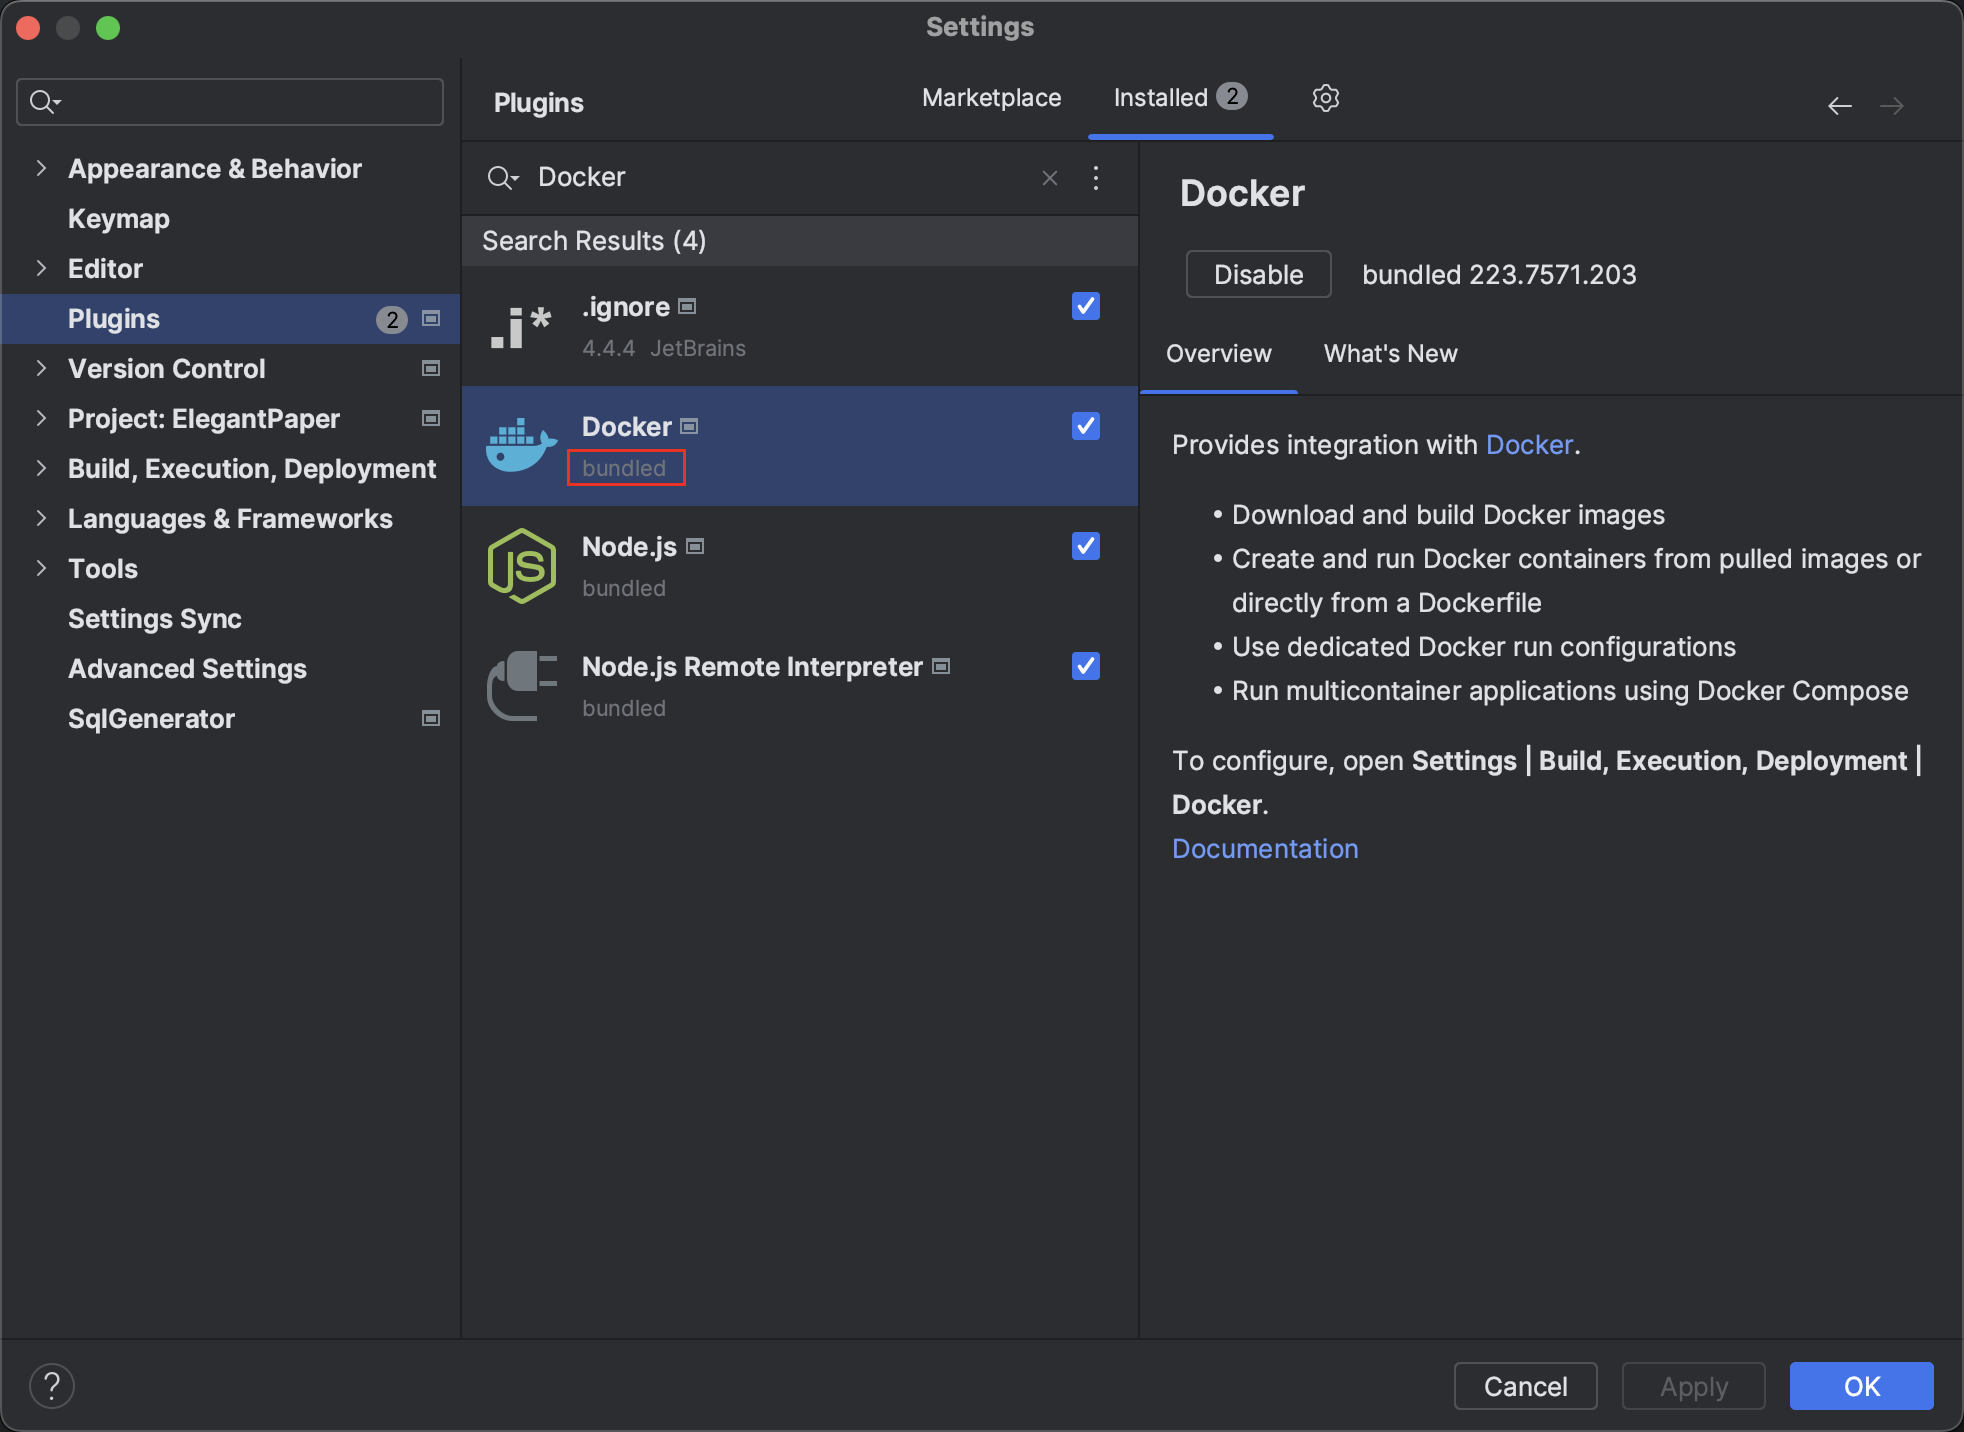 Settings
Appearance & Behavior
Keymap
Editor
Plugins 2
Version Control
Project: ElegantPaper
Build, Execution, Deployment
Languages & Frameworks
Tools
Settings Sync
Advanced Settings
SqlGenerator
Plugins
Marketplace
Installed 2
Docker
Search Results (4)
.i*
.ignore
4.4.4 JetBrains
Docker
bundled
JS
Node.js
bundled
Node.js Remote Interpreter
bundled
Docker
Disable
bundled 223.7571.203
Overview
What's New
Provides integration with Docker.
• Download and build Docker images
• Create and run Docker containers from pulled images or
directly from a Dockerfile
• Use dedicated Docker run configurations
• Run multicontainer applications using Docker Compose
To configure, open Settings | Build, Execution, Deployment |
Docker.
Documentation
?
Cancel
Apply
OK